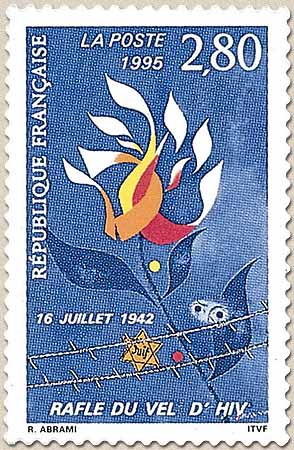 LA POSTE
1995
2,80
RÉPUBLIQUE FRANÇAISE
16 JUILLET 1942
Juif
RAFLE DU VEL D'HIV...
R. ABRAMI
ITVF